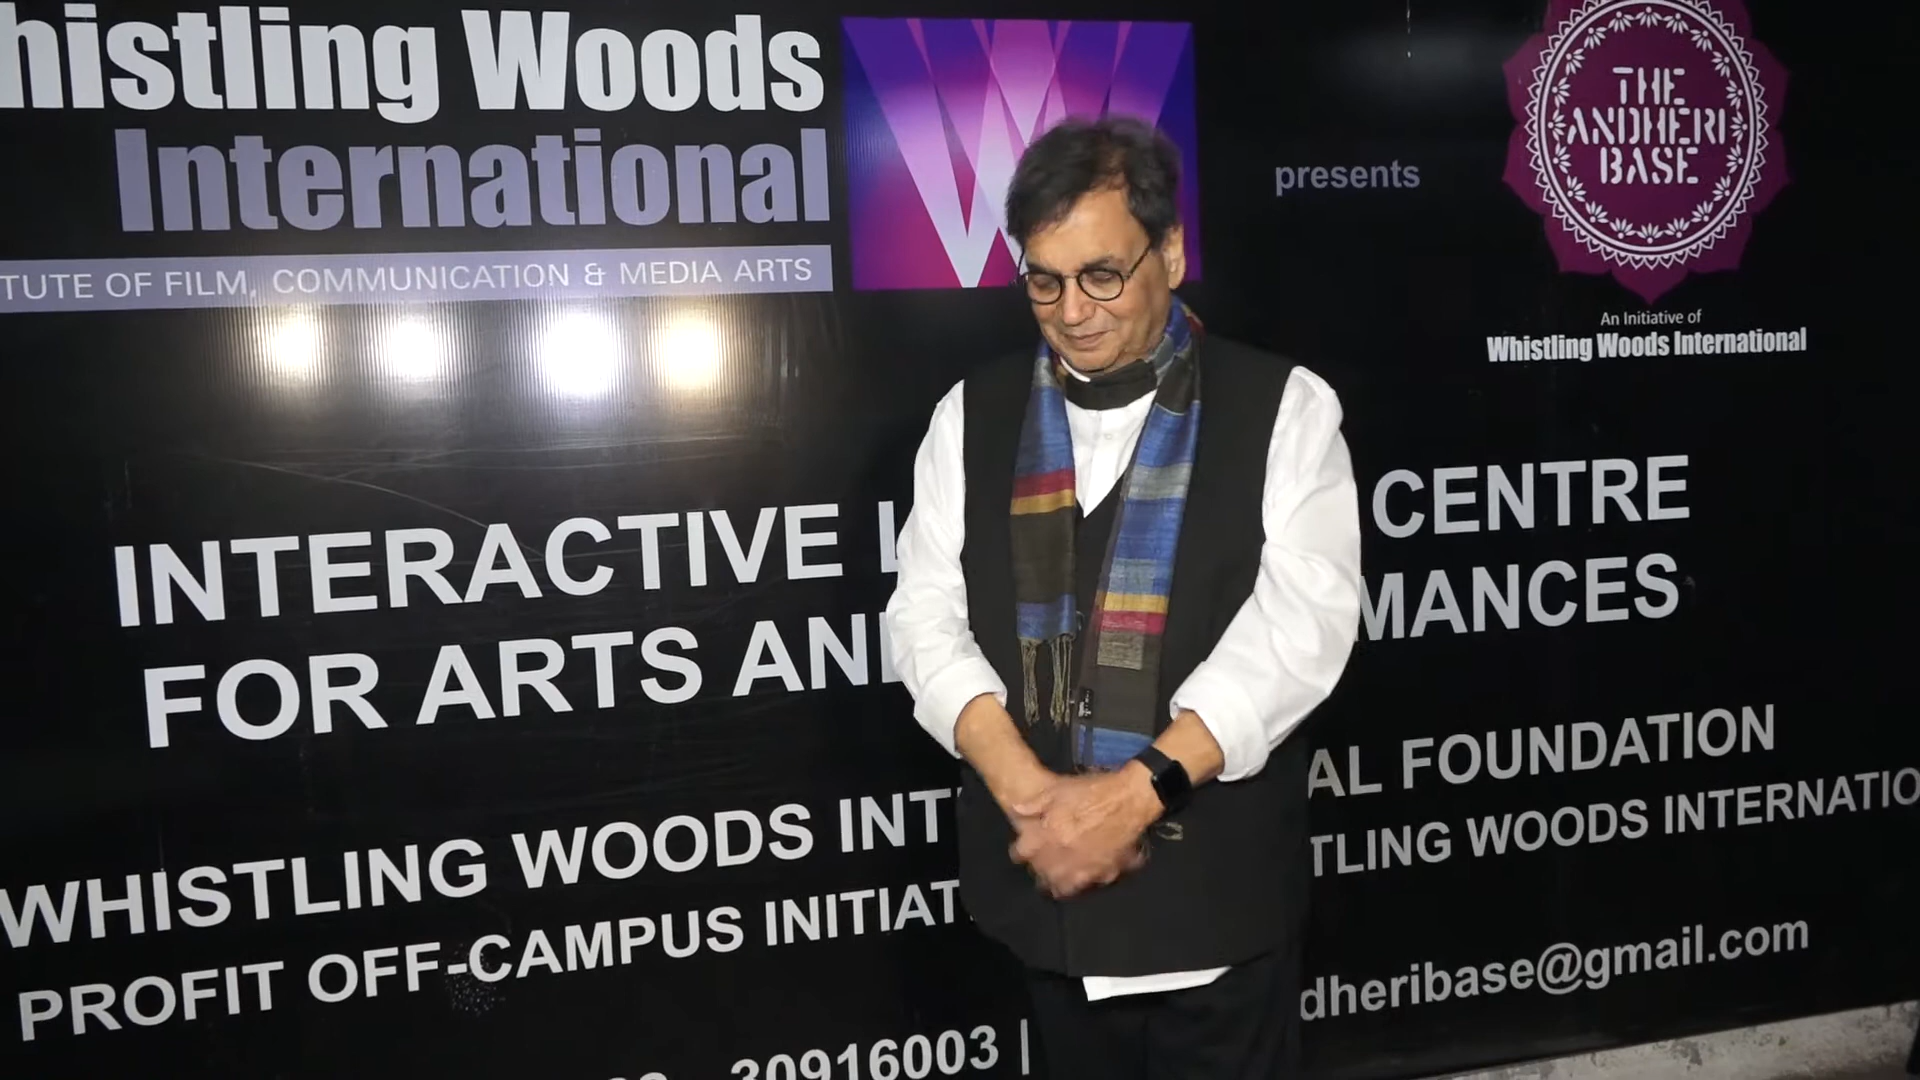 histling Woods
International
TUTE OF FILM, COMMUNICATION & MEDIA ARTS
presents
THE
ANDHERI
BASE
An Initiative of
Whistling Woods International
INTERACTIVE L CENTRE
FOR ARTS AND MANCES
WHISTLING WOODS INT AL FOUNDATION
PROFIT OFF-CAMPUS INITIAT TLING WOODS INTERNATIO
30916003 | dheribase@gmail.com